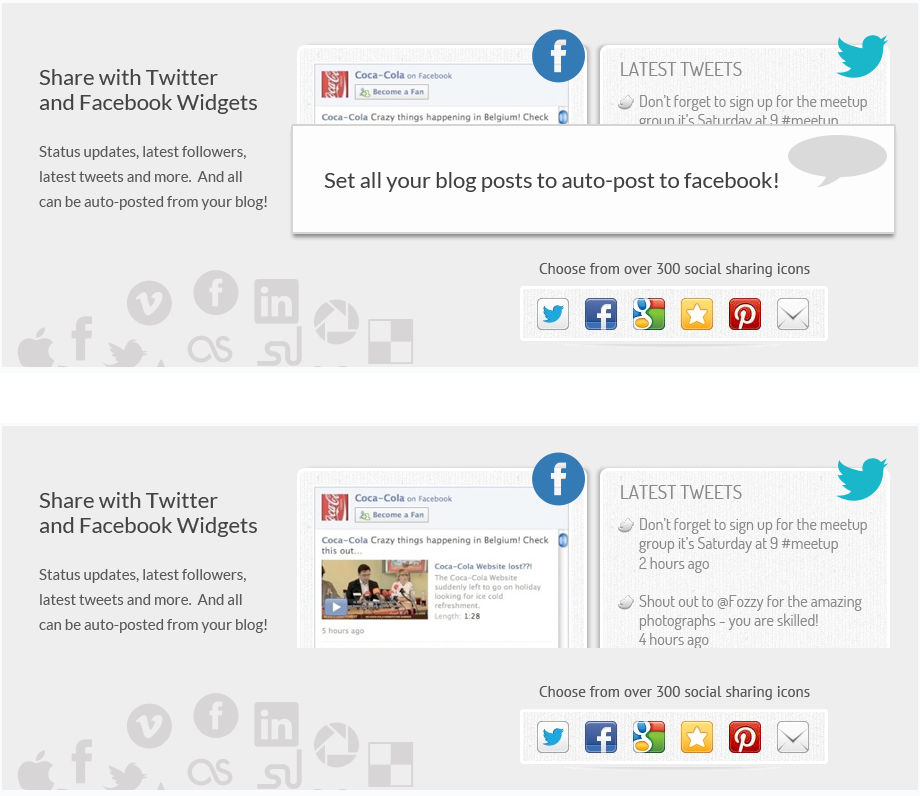 Share with Twitter
and Facebook Widgets
Status updates, latest followers,
latest tweets and more. And all
can be auto-posted from your blog!
Coca-Cola on Facebook
Become a Fan
Coca-Cola Crazy things happening in Belgium! Check
LATEST TWEETS
Don't forget to sign up for the meetup
group it's Saturday at 9 #meetup
Set all your blog posts to auto-post to facebook!
Choose from over 300 social sharing icons
Share with Twitter
and Facebook Widgets
Status updates, latest followers,
latest tweets and more. And all
can be auto-posted from your blog!
Coca-Cola on Facebook
Become a Fan
Coca-Cola Crazy things happening in Belgium! Check
this out...
Coca-Cola Website lost??!
The Coca-Cola Website
suddenly left to go on holiday
looking for ice cold
refreshment.
Length: 1:28
5 hours ago
LATEST TWEETS
Don't forget to sign up for the meetup
group it's Saturday at 9 #meetup
2 hours ago
Shout out to @Fozzy for the amazing
photographs - you are skilled!
4 hours ago
Choose from over 300 social sharing icons